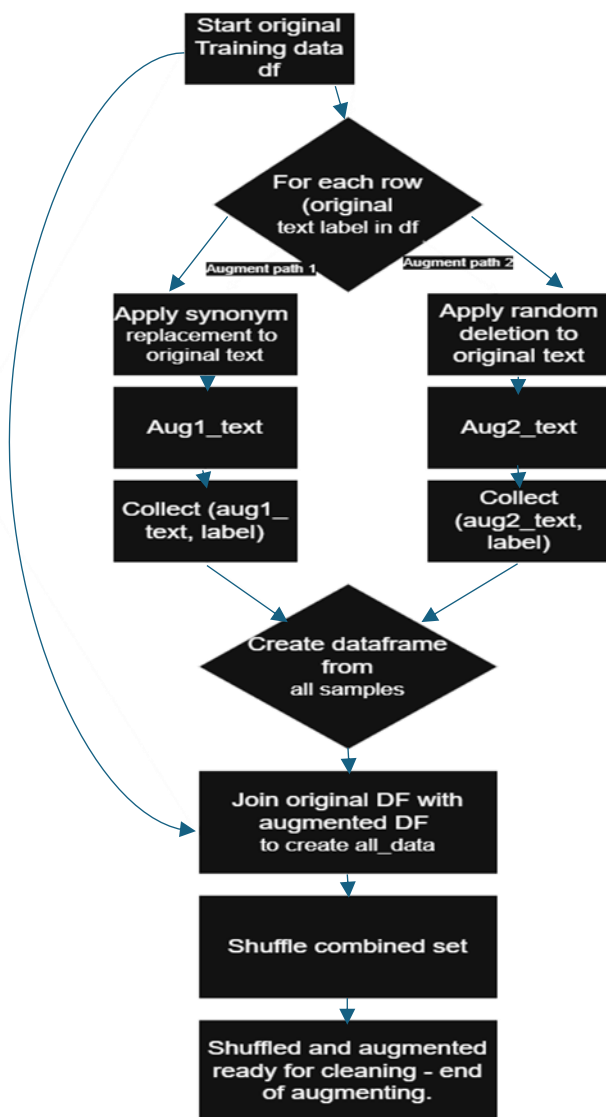 Start original
Training data
df
For each row
(original
text label in df
Augment path 1
Augment path 2
Apply synonym
replacement to
original text
Apply random
deletion to
original text
Aug1_text
Aug2_text
Collect (aug1_
text, label)
Collect
(aug2_text,
label)
Create dataframe
from
all samples
Join original DF with
augmented DF
to create all_data
Shuffle combined set
Shuffled and augmented
ready for cleaning - end
of augmenting.